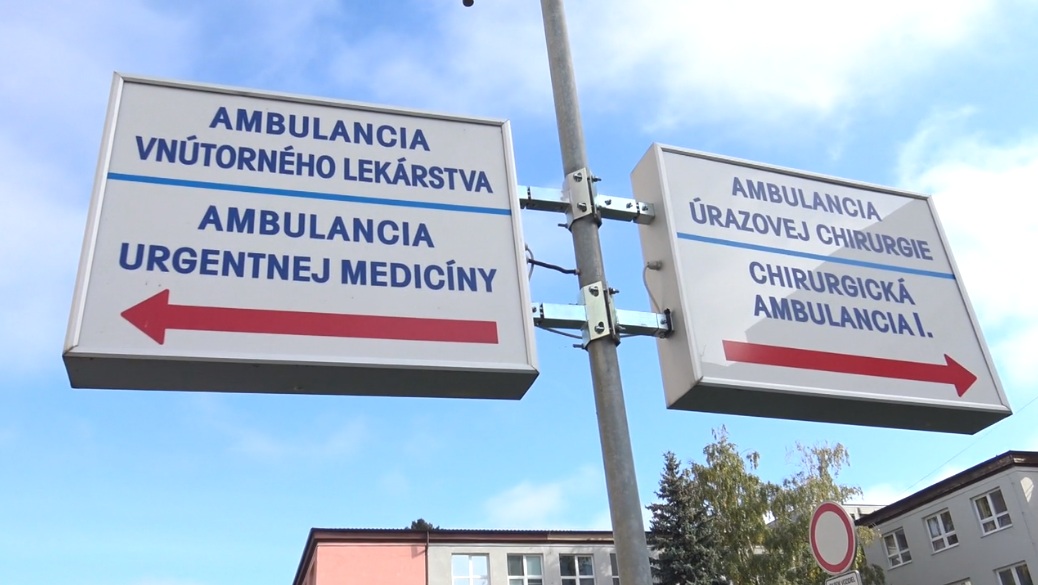 AMBULANCIA
VNÚTORNÉHO LEKÁRSTVA
AMBULANCIA
URGENTNEJ MEDICÍNY
AMBULANCIA
ÚRAZOVEJ CHIRURGIE
CHIRURGICKÁ
AMBULANCIA I.